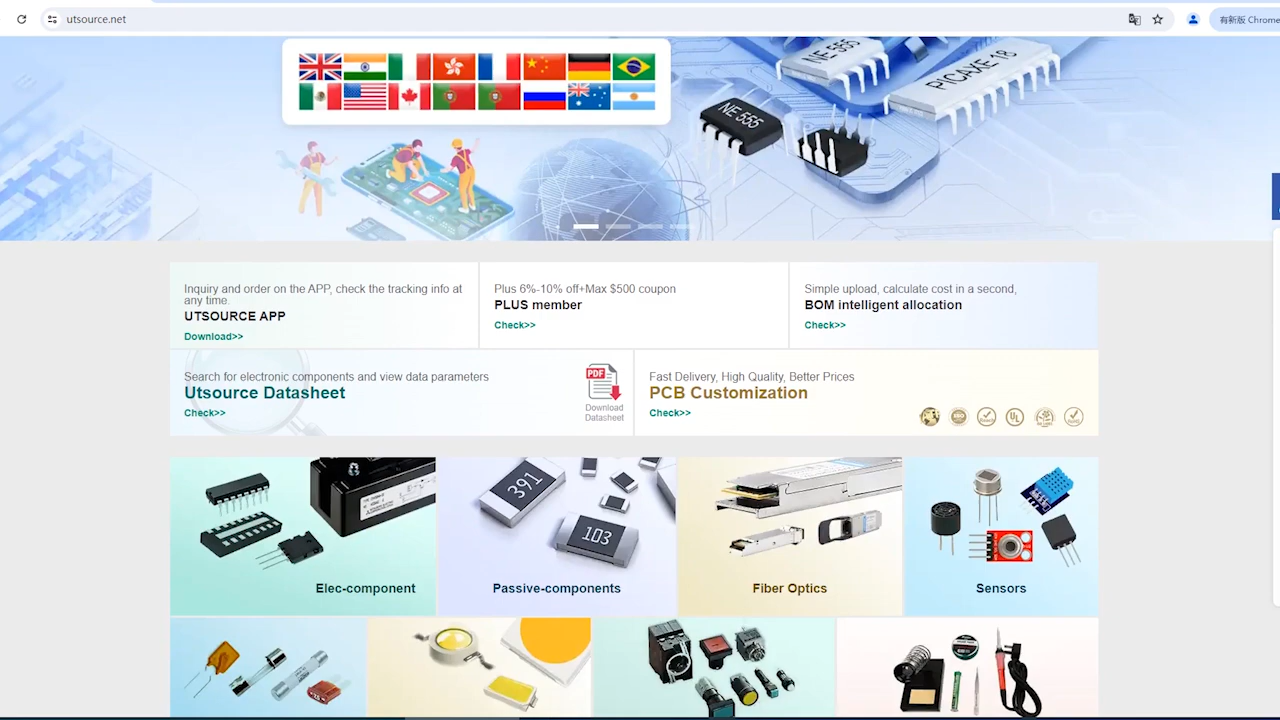 utsource.net
有新版 Chrome
NE 555
PICAXE-18
NE 555
Inquiry and order on the APP, check the tracking info at
any time.
UTSOURCE APP
Download>>
Plus 6%-10% off+Max $500 coupon
PLUS member
Check>>
Simple upload, calculate cost in a second,
BOM intelligent allocation
Check>>
Search for electronic components and view data parameters
Utsource Datasheet
Check>>
PDF
Download
Datasheet
Fast Delivery, High Quality, Better Prices
PCB Customization
Check>>
391
103
Elec-component
Passive-components
Fiber Optics
Sensors